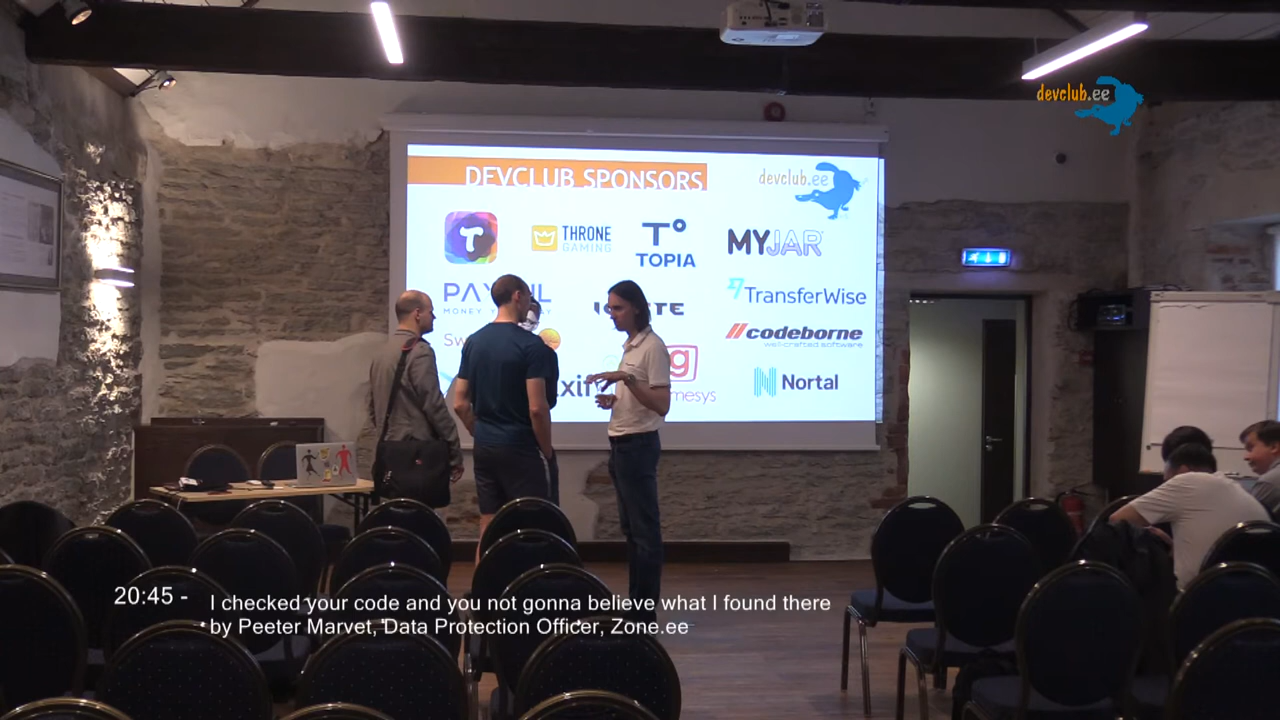 devclub.ee
DEVCLUB SPONSORS
devclub.ee
T
THRONE
GAMING
TOPIA
MYJAR
MONEY
TransferWise
codeborne
well-crafted software
g
Nortal
20:45 -
I checked your code and you not gonna believe what I found there
by Peeter Marvet, Data Protection Officer, Zone.ee